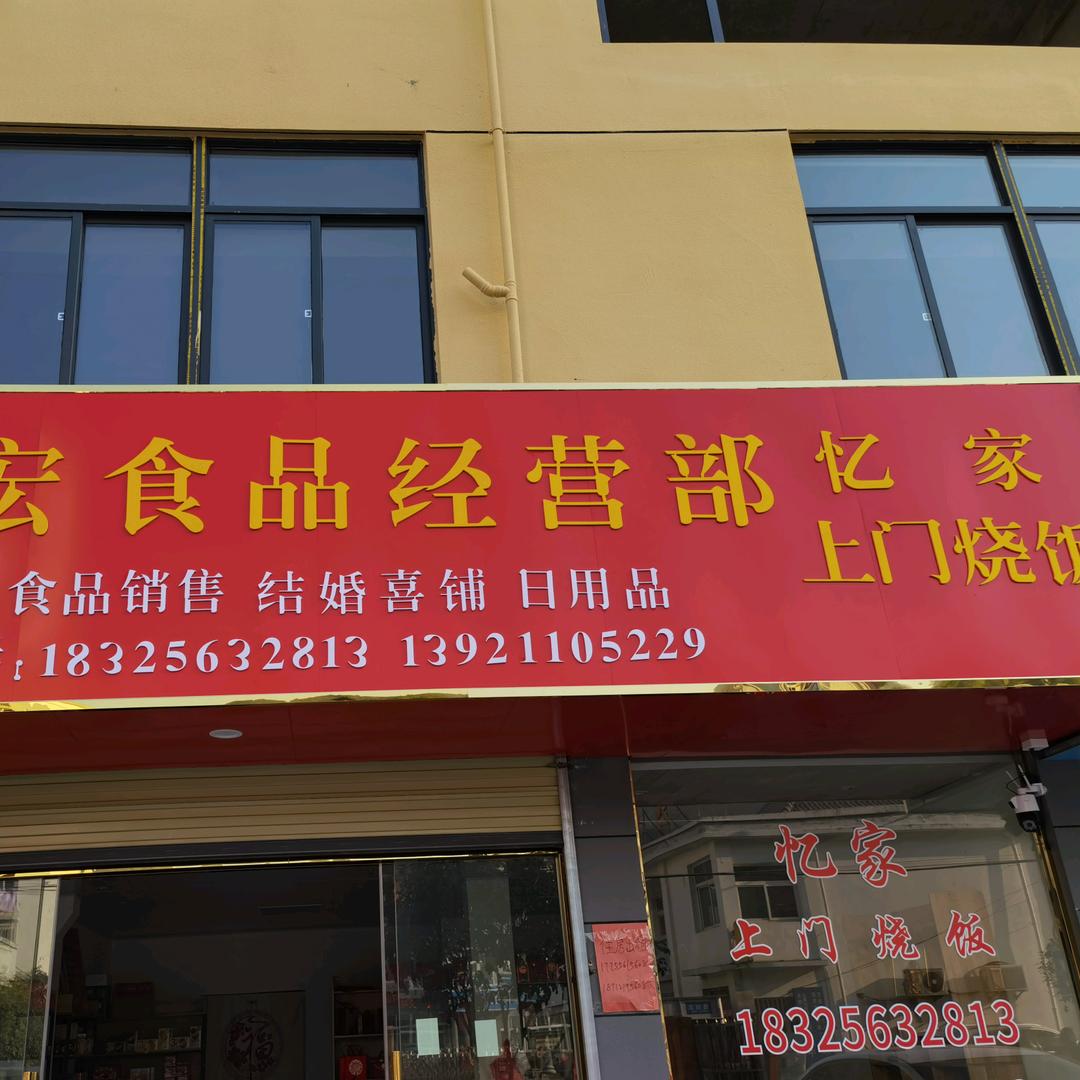 宏食品经营部
忆家
上门烧饭
食品销售 结婚喜铺 日用品
:18325632813 13921105229
忆家
上门烧饭
18325632813